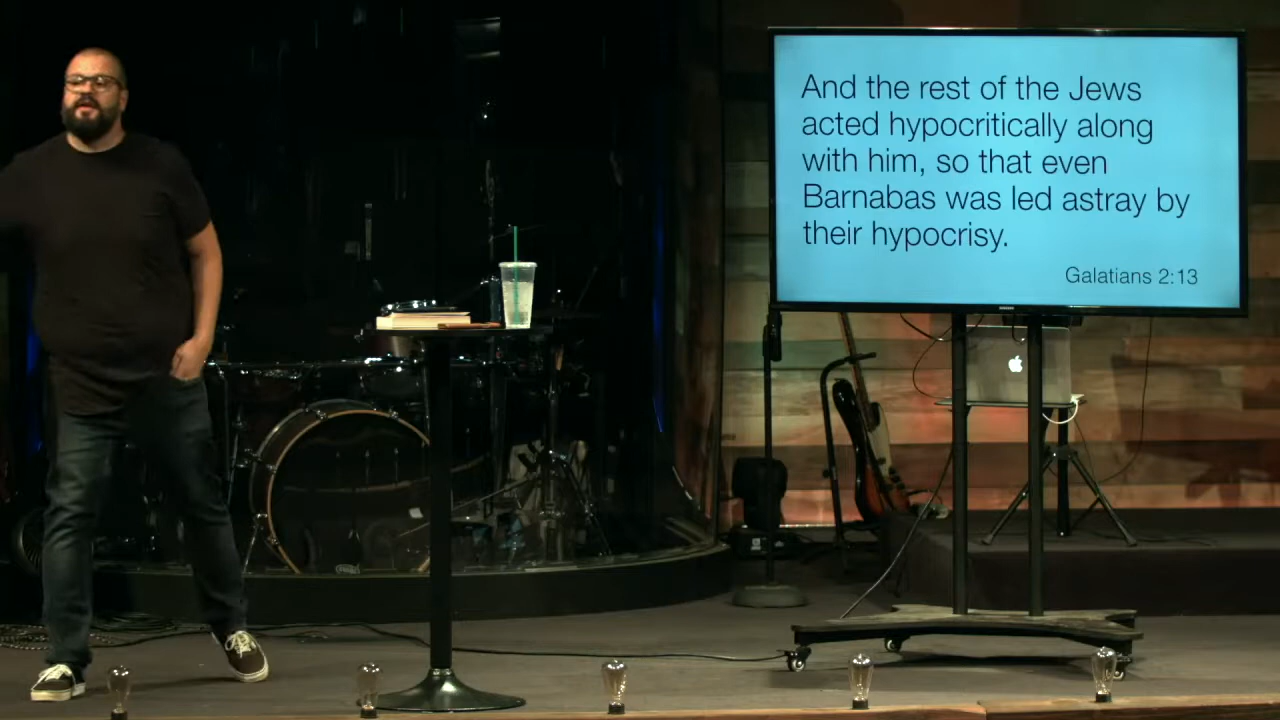 And the rest of the Jews
acted hypocritically along
with him, so that even
Barnabas was led astray by
their hypocrisy.
Galatians 2:13